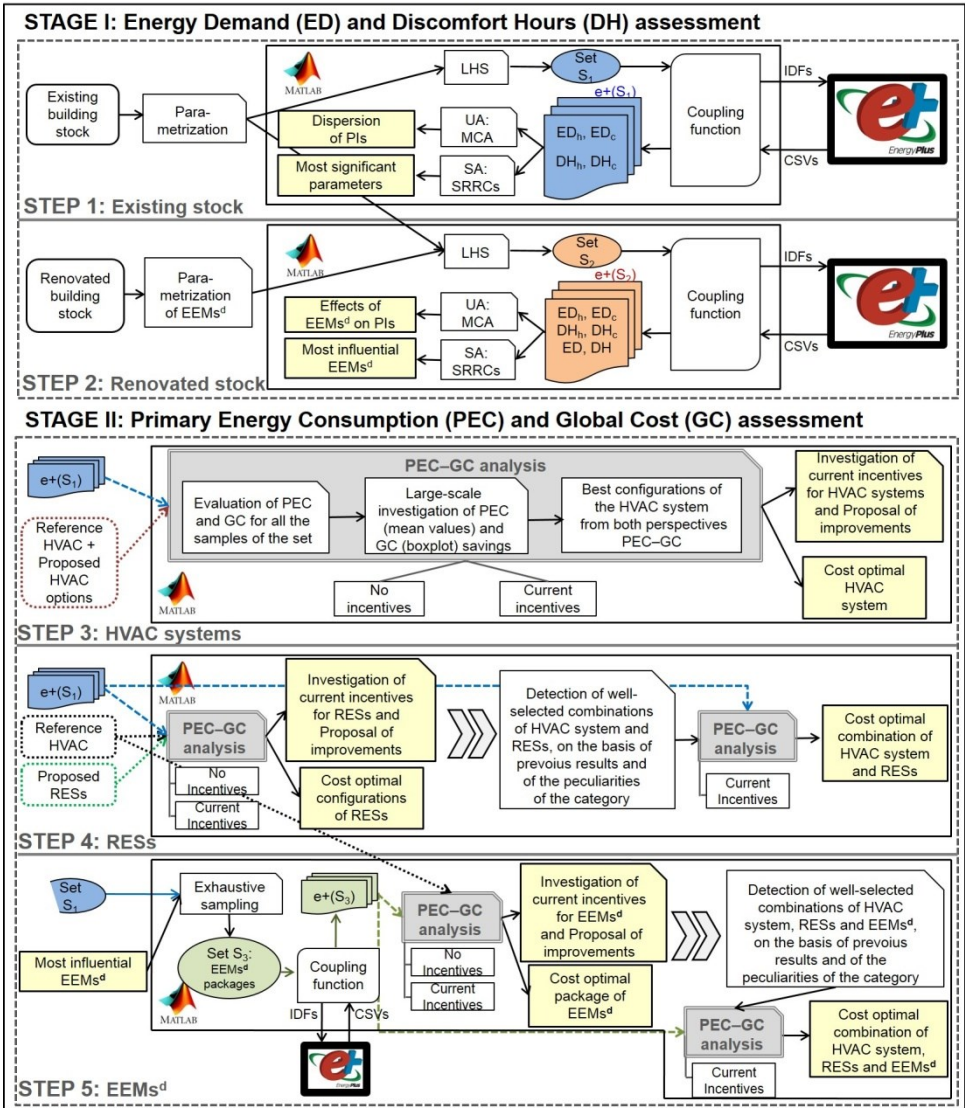 STAGE I: Energy Demand (ED) and Discomfort Hours (DH) assessment
Existing
building
stock
Para-
metrization
MATLAB
LHS
Set
S1
e+(S1)
Dispersion
of PIs
UA:
MCA
Most significant
parameters
SA:
SRRCs
EDh, EDc
DHh, DHc
Coupling
function
IDFs
CSVs
e+
EnergyPlus
STEP 1: Existing stock
Renovated
building
stock
Para-
metrization
of EEMsd
MATLAB
LHS
Set
S2
e+(S2)
Effects of
EEMsd on PIs
UA:
MCA
Most influential
EEMsd
SA:
SRRCs
EDh, EDc
DHh, DHc
ED, DH
Coupling
function
IDFs
CSVs
e+
EnergyPlus
STEP 2: Renovated stock
STAGE II: Primary Energy Consumption (PEC) and Global Cost (GC) assessment
e+(S1)
Reference
HVAC +
Proposed
HVAC
options
MATLAB
PEC–GC analysis
Evaluation of PEC
and GC for all the
samples of the set
Large-scale
investigation of PEC
(mean values) and
GC (boxplot) savings
Best configurations of
the HVAC system
from both perspectives
PEC–GC
No
incentives
Current
incentives
Investigation of
current incentives
for HVAC systems
and Proposal of
improvements
Cost optimal
HVAC
system
STEP 3: HVAC systems
e+(S1)
Reference
HVAC
Proposed
RESs
MATLAB
PEC–GC
analysis
No
Incentives
Current
Incentives
Investigation of
current incentives
for RESs and
Proposal of
improvements
Cost optimal
configurations
of RESs
Detection of well-
selected combinations
of HVAC system and
RESs, on the basis of
prevoius results and
of the peculiarities
of the category
PEC–GC
analysis
Current
Incentives
Cost optimal
combination of
HVAC system
and RESs
STEP 4: RESs
Set
S1
Most influential
EEMsd
Exhaustive
sampling
Set S3:
EEMsd
packages
MATLAB
e+(S3)
Coupling
function
IDFs
CSVs
e+
EnergyPlus
PEC–GC
analysis
No
Incentives
Current
Incentives
Investigation of
current incentives
for EEMsd
and Proposal of
improvements
Cost optimal
package of
EEMsd
Detection of well-selected
combinations of HVAC
system, RESs and EEMsd,
on the basis of prevoius
results and of the
peculiarities of the category
PEC–GC
analysis
Current
Incentives
Cost optimal
combination of
HVAC system,
RESs and EEMsd
STEP 5: EEMsd